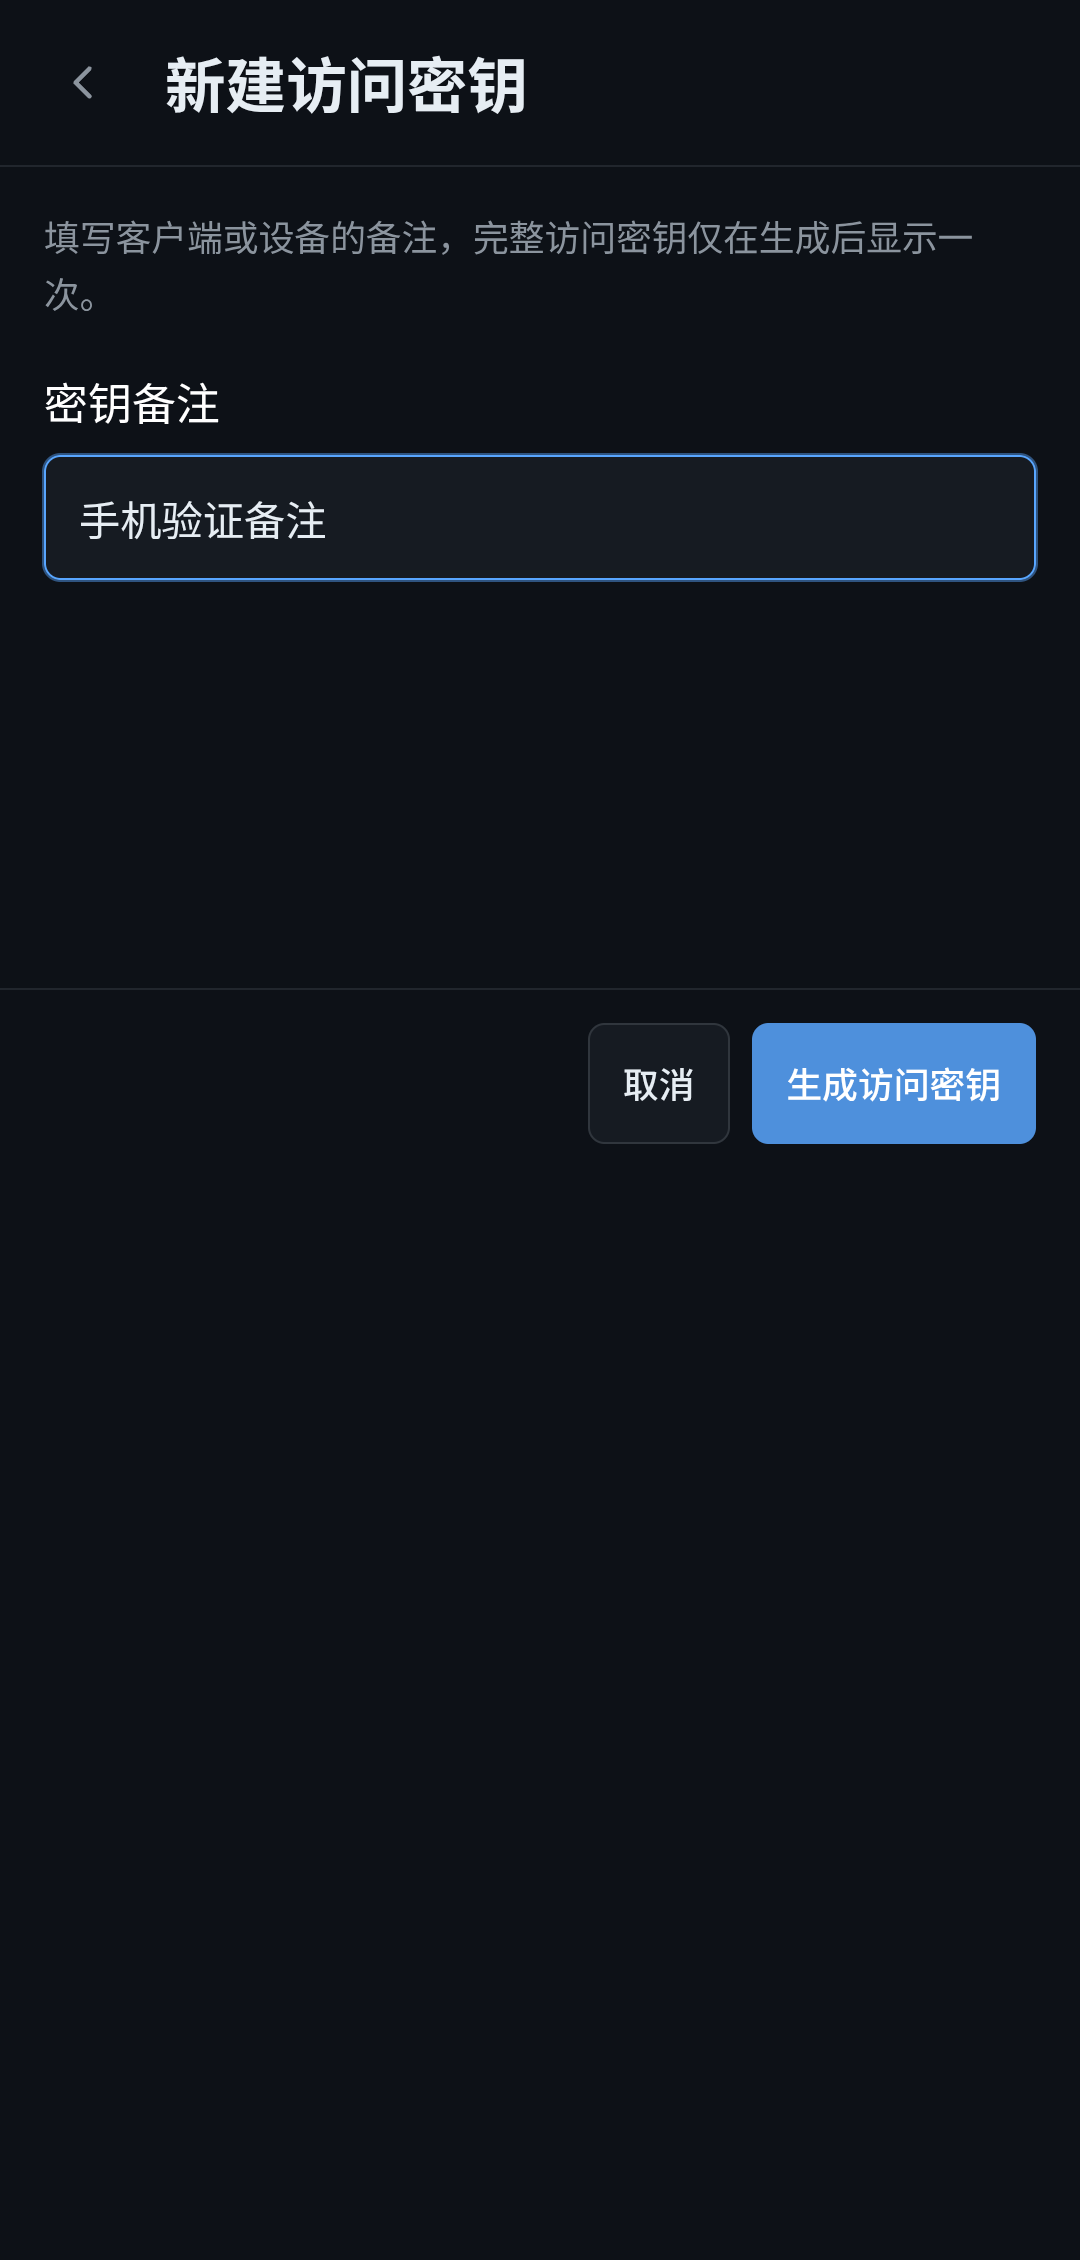 新建访问密钥
填写客户端或设备的备注，完整访问密钥仅在生成后显示一
次。
密钥备注
手机验证备注
取消
生成访问密钥